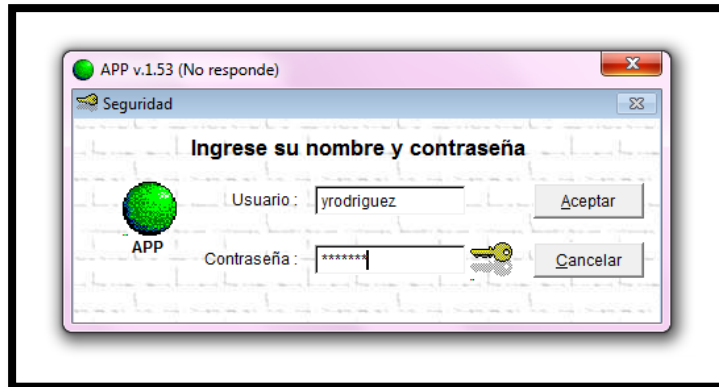 APP v.1.53 (No responde)
Seguridad
Ingrese su nombre y contraseña
Usuario : yrodriguez Aceptar
APP
Contraseña : ******* Cancelar